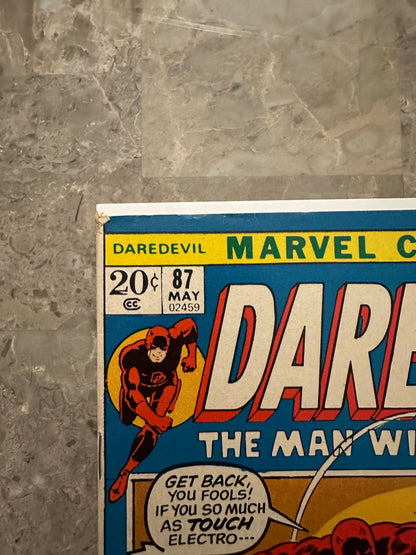 DAREDEVIL MARVEL C
20¢ 87
MAY
02459
CC
DARE
THE MAN WI
GET BACK,
YOU FOOLS!
IF YOU SO MUCH
AS TOUCH
ELECTRO---
DD